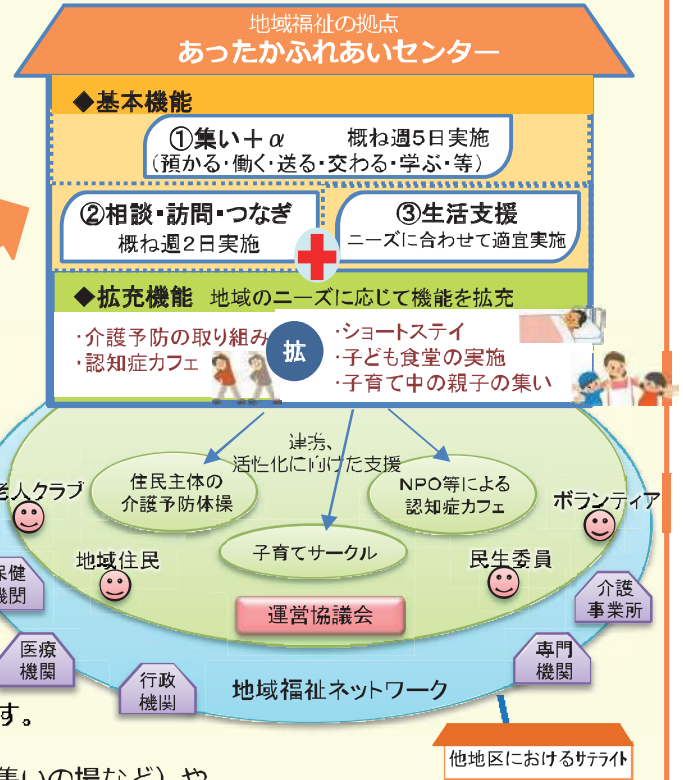 地域福祉の拠点
あったかふれあいセンター
◆基本機能
①集い＋α　概ね週5日実施
(預かる・働く・送る・交わる・学ぶ・等)
②相談・訪問・つなぎ
概ね週2日実施
③生活支援
ニーズに合わせて適宜実施
◆拡充機能　地域のニーズに応じて機能を拡充
・介護予防の取り組み
・認知症カフェ
拡
・ショートステイ
・子ども食堂の実施
・子育て中の親子の集い
連携、
活性化に向けた支援
住民主体の
介護予防体操
NPO等による
認知症カフェ
子育てサークル
老人クラブ
ボランティア
地域住民
民生委員
運営協議会
保健
機関
医療
機関
行政
機関
介護
事業所
専門
機関
地域福祉ネットワーク
す。
他地区におけるサテライト
集いの場など）や